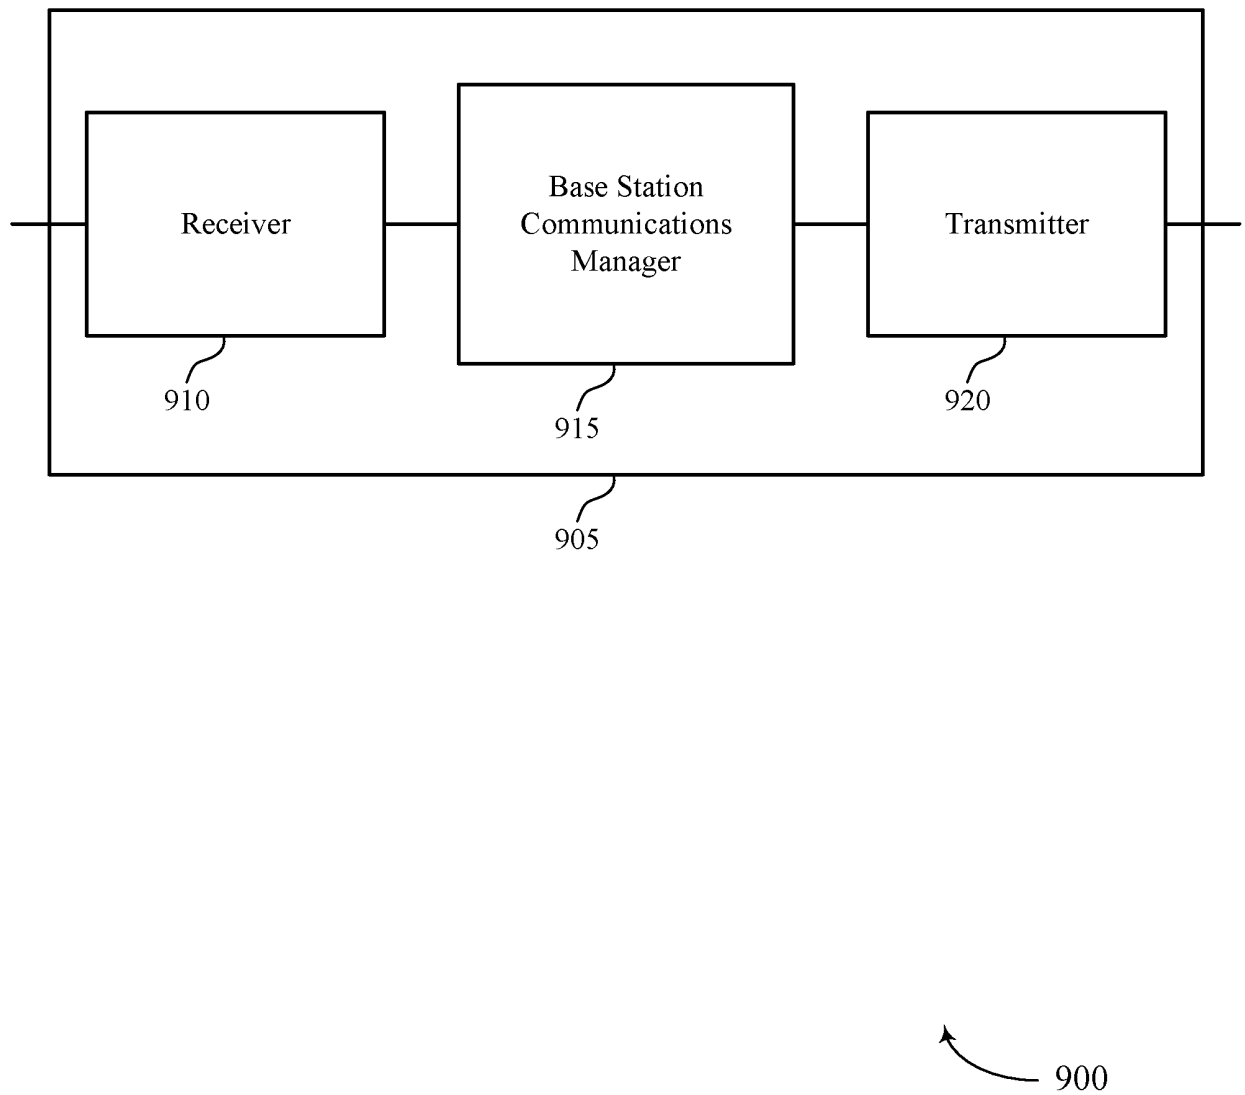 Receiver
Base Station
Communications
Manager
Transmitter
910
915
920
905
900